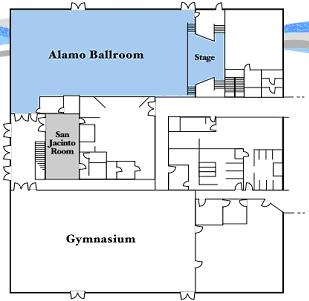 Alamo Ballroom
Stage
San
Jacinto
Room
Gymnasium